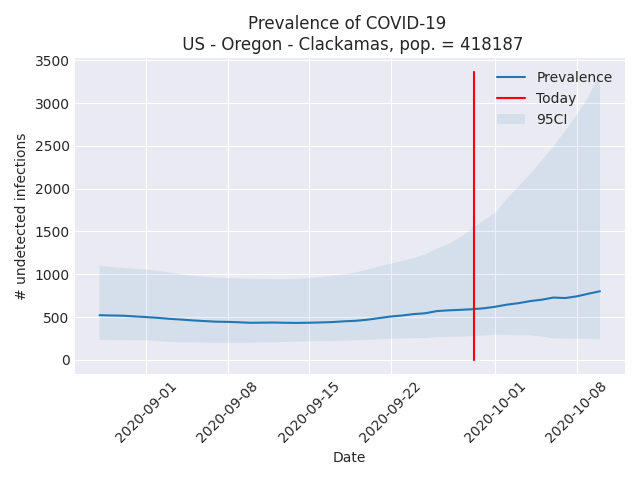 Prevalence of COVID-19
US - Oregon - Clackamas, pop. = 418187
Prevalence
Today
95CI
# undetected infections
3500
3000
2500
2000
1500
1000
500
0
2020-09-01
2020-09-08
2020-09-15
2020-09-22
2020-10-01
2020-10-08
Date